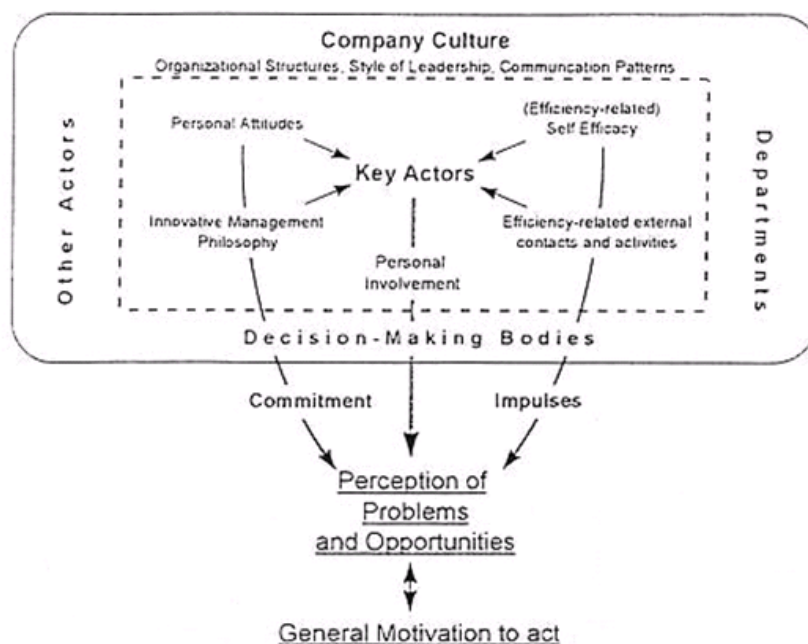 Company Culture
Organizational Structures, Style of Leadership, Communcation Patterns
Other Actors
Departments
Personal Attitudes
(Efficiency-related)
Self Efficacy
Key Actors
Innovative Management
Philosophy
Efficiency-related external
contacts and activities
Personal
Involvement
Decision-Making Bodies
Commitment
Impulses
Perception of
Problems
and Opportunities
General Motivation to act